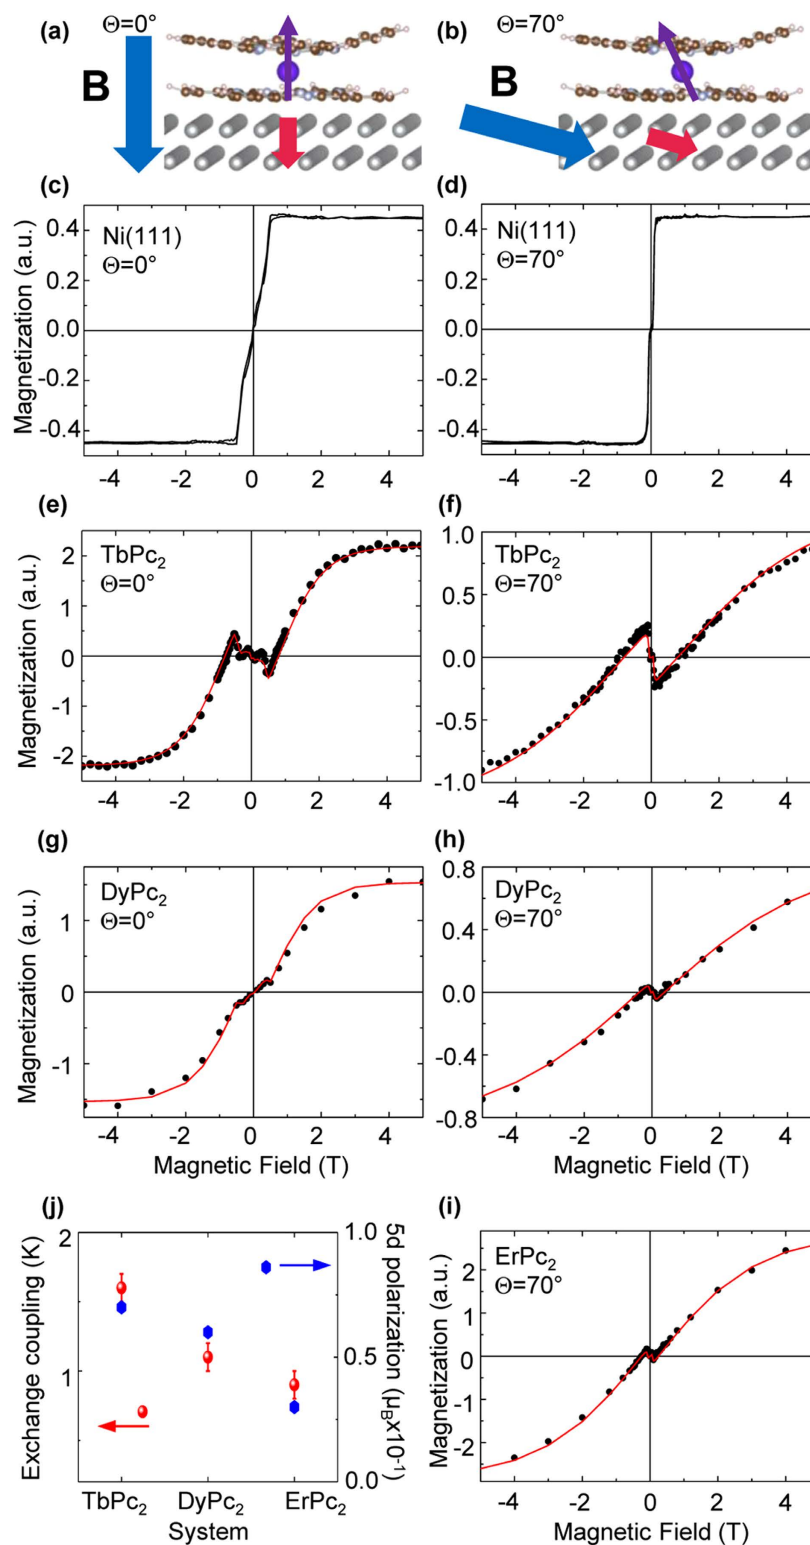 (a) Θ=0° (b) Θ=70°
B B
(c) (d)
0.4 0.4
Ni(111) Ni(111)
Θ=0° Θ=70°
0.2 0.2
0.0 0.0
-0.2 -0.2
-0.4 -0.4
Magnetization (a.u.)
-4 -2 0 2 4 -4 -2 0 2 4
(e) (f)
TbPc₂ TbPc₂
Θ=0° Θ=70°
2 1.0
1 0.5
0 0.0
-1 -0.5
-2 -1.0
Magnetization (a.u.)
-4 -2 0 2 4 -4 -2 0 2 4
(g) (h)
DyPc₂ DyPc₂
Θ=0° Θ=70°
0.8
1 0.4
0 0.0
-1 -0.4
-0.8
Magnetization (a.u.)
-4 -2 0 2 4 -4 -2 0 2 4
Magnetic Field (T) Magnetic Field (T)
(j) (i)
2 1.0
1 0.5
0.0
Exchange coupling (K)
5d polarization (μ_Bx10⁻¹)
TbPc₂ DyPc₂ ErPc₂
System
ErPc₂
Θ=70°
2
1
0
-1
-2
Magnetization (a.u.)
-4 -2 0 2 4
Magnetic Field (T)